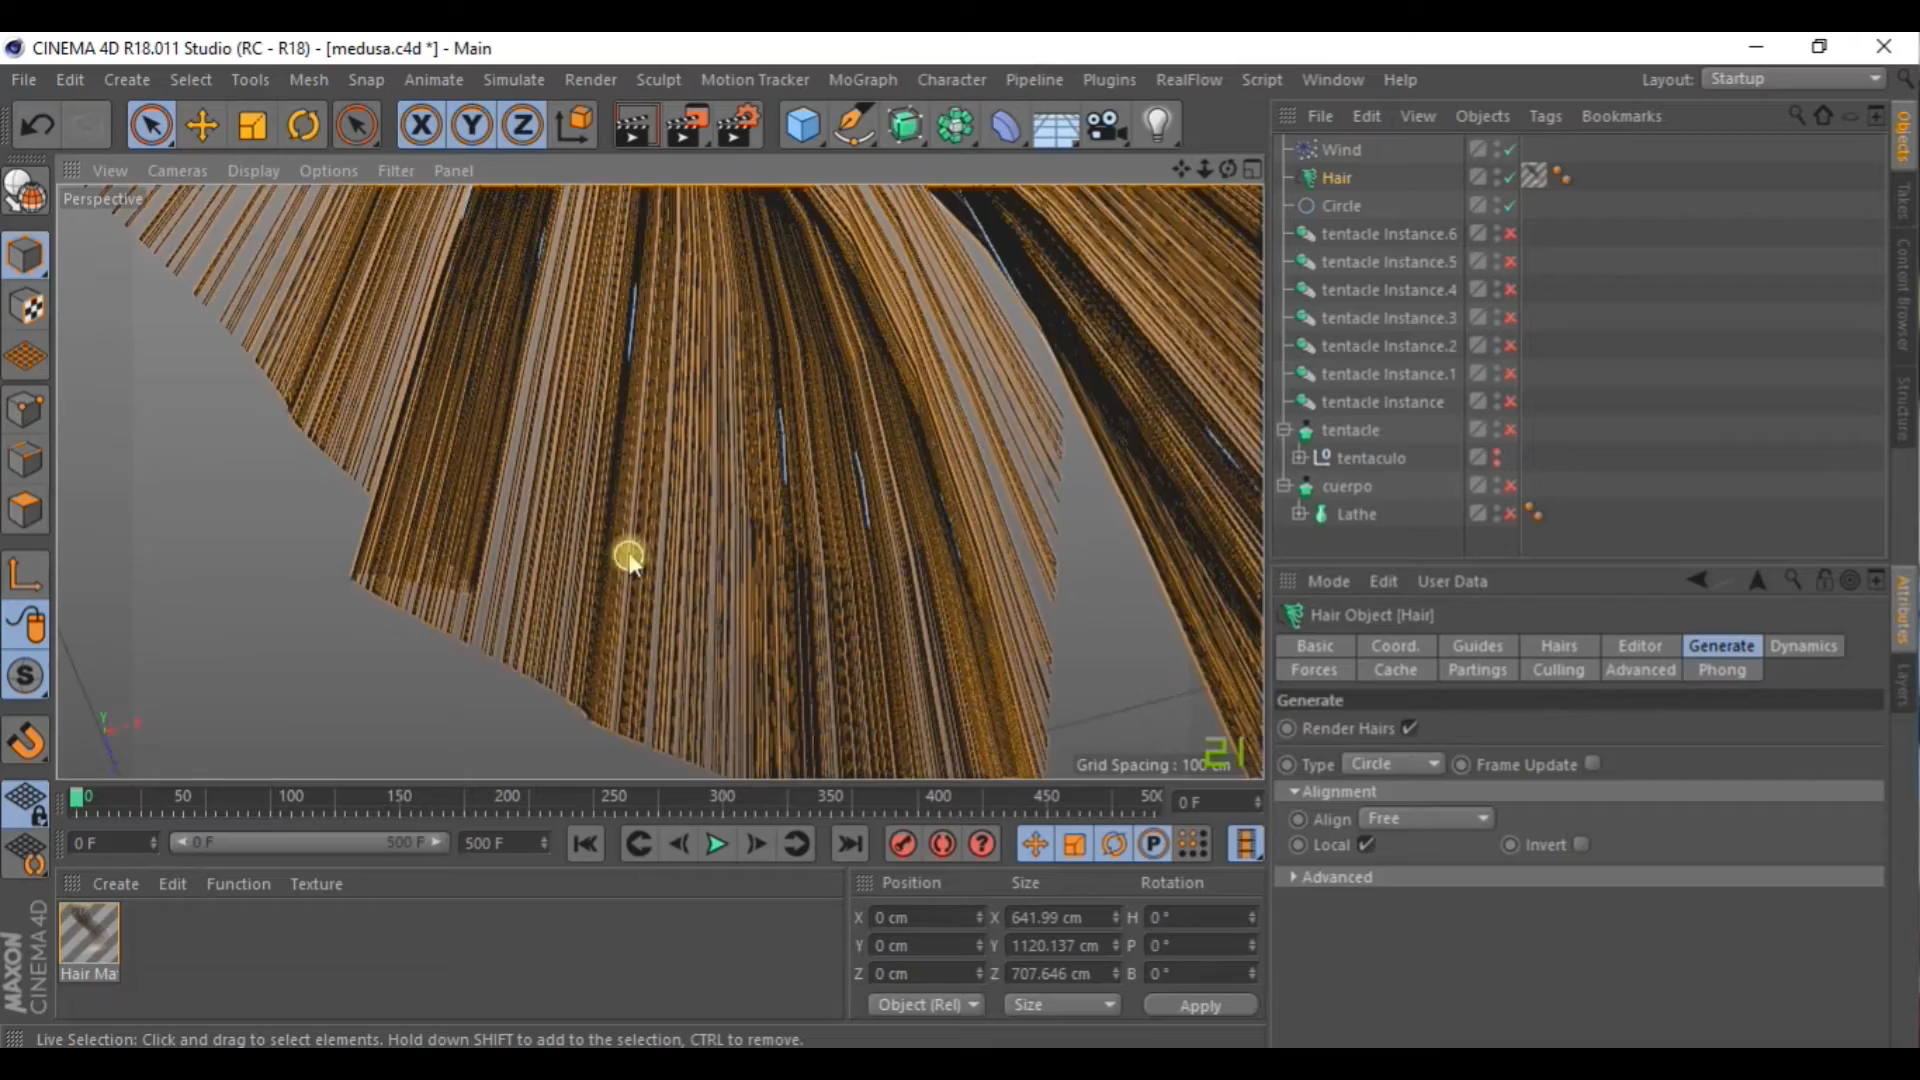 CINEMA 4D R18.011 Studio (RC - R18) - [medusa.c4d *] - Main
File Edit Create Select Tools Mesh Snap Animate Simulate Render Sculpt Motion Tracker MoGraph Character Pipeline Plugins RealFlow Script Window Help Layout: Startup
X Y Z
File Edit View Objects Tags Bookmarks
View Cameras Display Options Filter Panel
Perspective
Wind
Hair
Circle
tentacle Instance.6
tentacle Instance.5
tentacle Instance.4
tentacle Instance.3
tentacle Instance.2
tentacle Instance.1
tentacle Instance
tentacle
tentaculo
cuerpo
Lathe
Objects
Takes
Content Browser
Structure
Y
Grid Spacing : 100 cm
21
Mode Edit User Data
Hair Object [Hair]
Basic Coord. Guides Hairs Editor Generate Dynamics
Forces Cache Partings Culling Advanced Phong
Generate
Render Hairs
Type Circle Frame Update
Alignment
Align Free
Local Invert
Advanced
Attributes
Layers
0 50 100 150 200 250 300 350 400 450 500 0 F
0 F 0 F 500 F 500 F
Create Edit Function Texture
Hair Ma
Position Size Rotation
X 0 cm X 641.99 cm H 0 °
Y 0 cm Y 1120.137 cm P 0 °
Z 0 cm Z 707.646 cm B 0 °
Object (Rel) Size Apply
MAXON
CINEMA 4D
Live Selection: Click and drag to select elements. Hold down SHIFT to add to the selection, CTRL to remove.